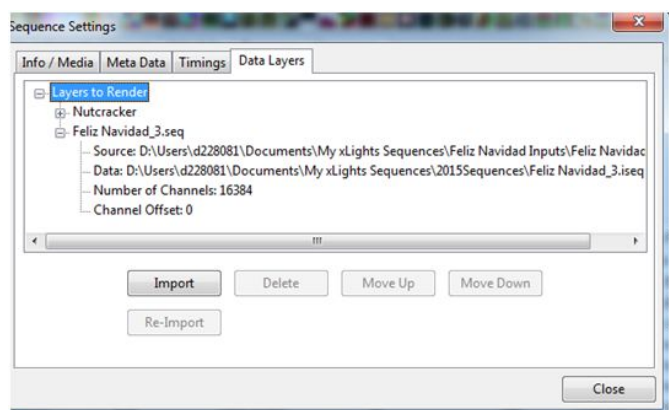 Sequence Settings
Info / Media Meta Data Timings Data Layers
Layers to Render
Nutcracker
Feliz Navidad_3.seq
Source: D:\Users\d228081\Documents\My xLights Sequences\Feliz Navidad Inputs\Feliz Navidac
Data: D:\Users\d228081\Documents\My xLights Sequences\2015Sequences\Feliz Navidad_3.iseq
Number of Channels: 16384
Channel Offset: 0
Import Delete Move Up Move Down
Re-Import
Close